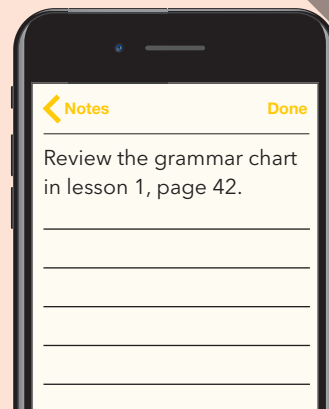 Notes Done
Review the grammar chart
in lesson 1, page 42.